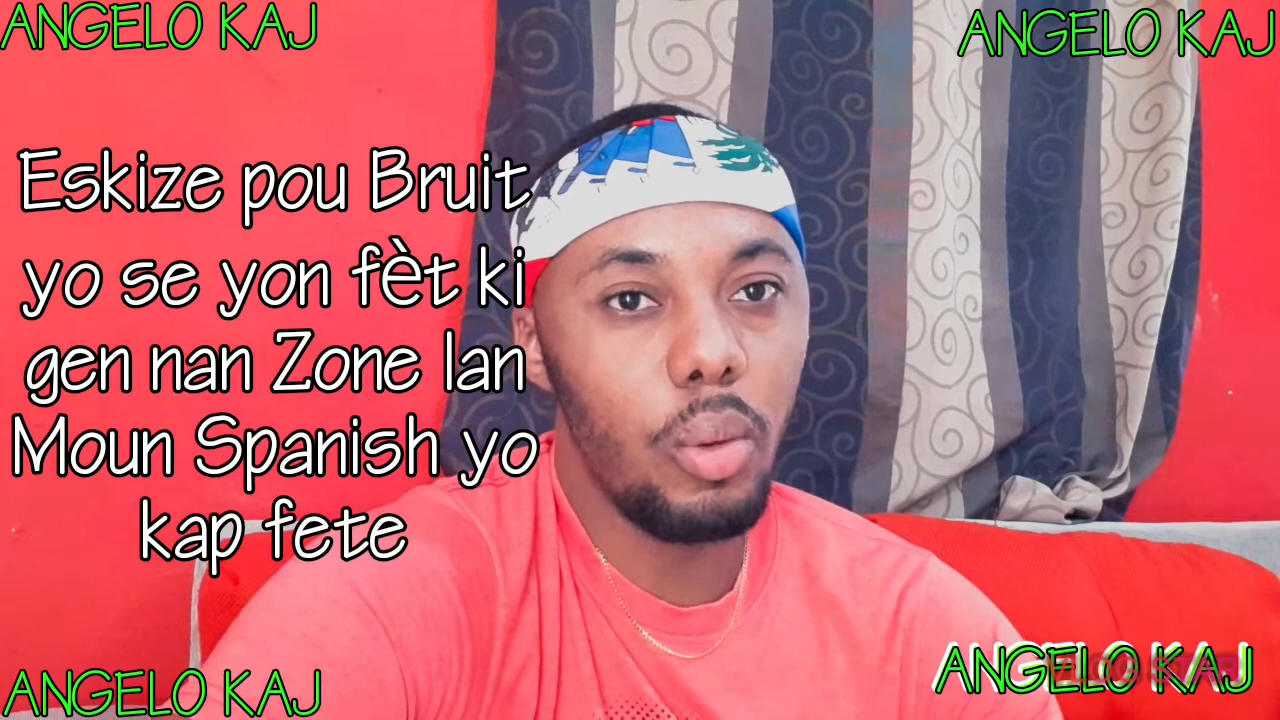 ANGELO KAJ
ANGELO KAJ
Eskize pou Bruit
yo se yon fèt ki
gen nan Zone lan
Moun Spanish yo
kap fete
ANGELO KAJ
ANGELO KAJ